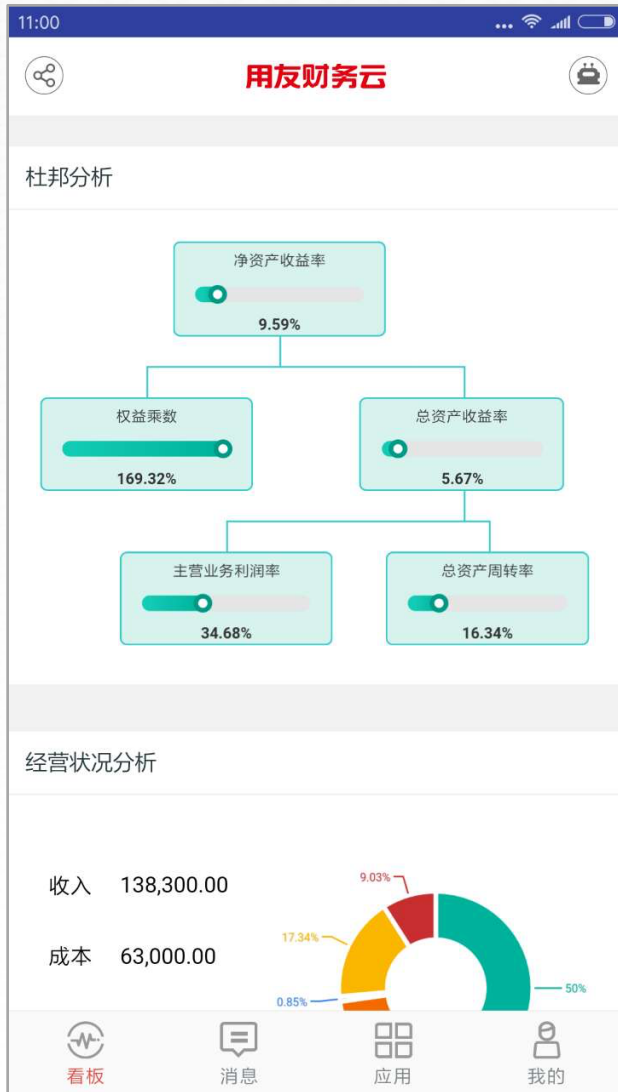 11:00
用友财务云
杜邦分析
净资产收益率
9.59%
权益乘数
169.32%
总资产收益率
5.67%
主营业务利润率
34.68%
总资产周转率
16.34%
经营状况分析
收入 138,300.00
成本 63,000.00
9.03%
17.34%
0.85%
50%
看板 消息 应用 我的